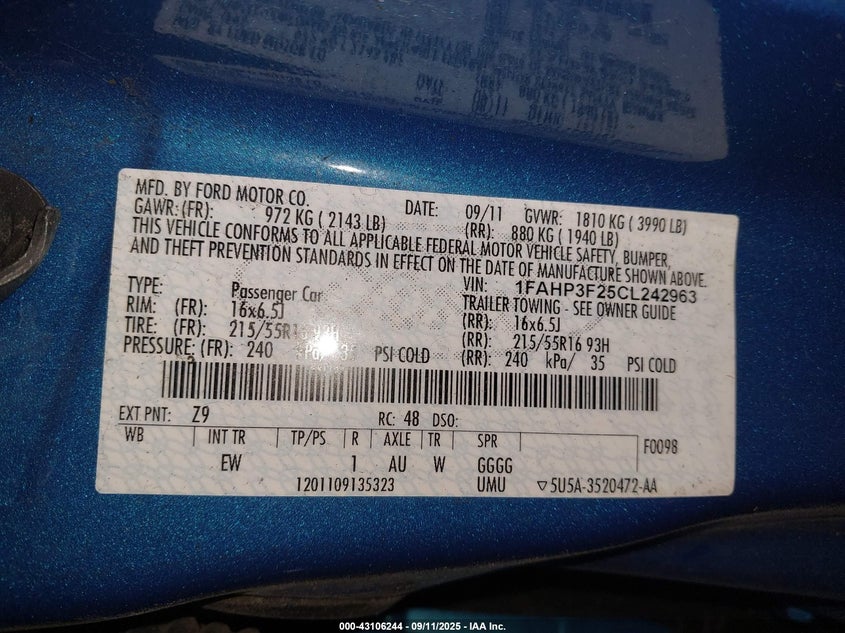 MFD. BY FORD MOTOR CO. DATE: 09/11 GVWR: 1810 KG ( 3990 LB)
GAWR: (FR): 972 KG ( 2143 LB) (RR): 880 KG ( 1940 LB)
THIS VEHICLE CONFORMS TO ALL APPLICABLE FEDERAL MOTOR VEHICLE SAFETY, BUMPER,
AND THEFT PREVENTION STANDARDS IN EFFECT ON THE DATE OF MANUFACTURE SHOWN ABOVE.
VIN: 1FAHP3F25CL242963
TYPE: Passenger Car TRAILER TOWING - SEE OWNER GUIDE
RIM: (FR): 16x6.5J (RR): 16x6.5J
TIRE: (FR): 215/55R16 93H (RR): 215/55R16 93H
PRESSURE: (FR): 240 kPa/ 35 PSI COLD (RR): 240 kPa/ 35 PSI COLD
EXT PNT: Z9 RC: 48 DSO:
WB INT TR TP/PS R AXLE TR SPR F0098
EW 1 AU W GGGG
1201109135323 UMU ▽5U5A-3520472-AA
000-43106244 - 09/11/2025 - IAA Inc.